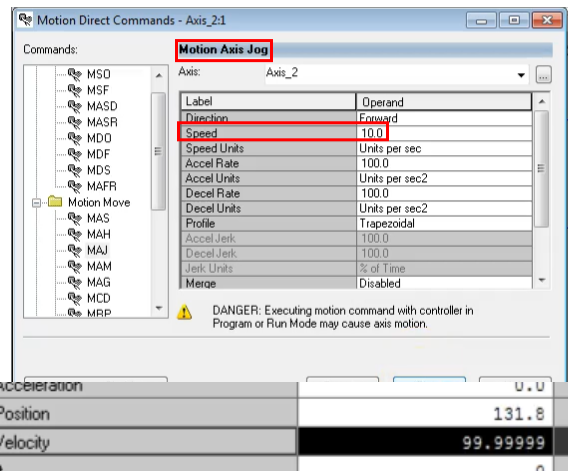 Motion Direct Commands - Axis_2:1
Commands:
Motion Axis Jog
MSO
MSF
MASD
MASR
MDO
MDF
MDS
MAFR
Motion Move
MAS
MAH
MAJ
MAM
MAG
MCD
MRP
Axis: Axis_2
...
Label Operand
Direction Forward
Speed 10.0
Speed Units Units per sec
Accel Rate 100.0
Accel Units Units per sec2
Decel Rate 100.0
Decel Units Units per sec2
Profile Trapezoidal
Accel Jerk 100.0
Decel Jerk 100.0
Jerk Units % of Time
Merge Disabled
DANGER: Executing motion command with controller in
Program or Run Mode may cause axis motion.
Acceleration 0.0
Position 131.8
Velocity 99.99999